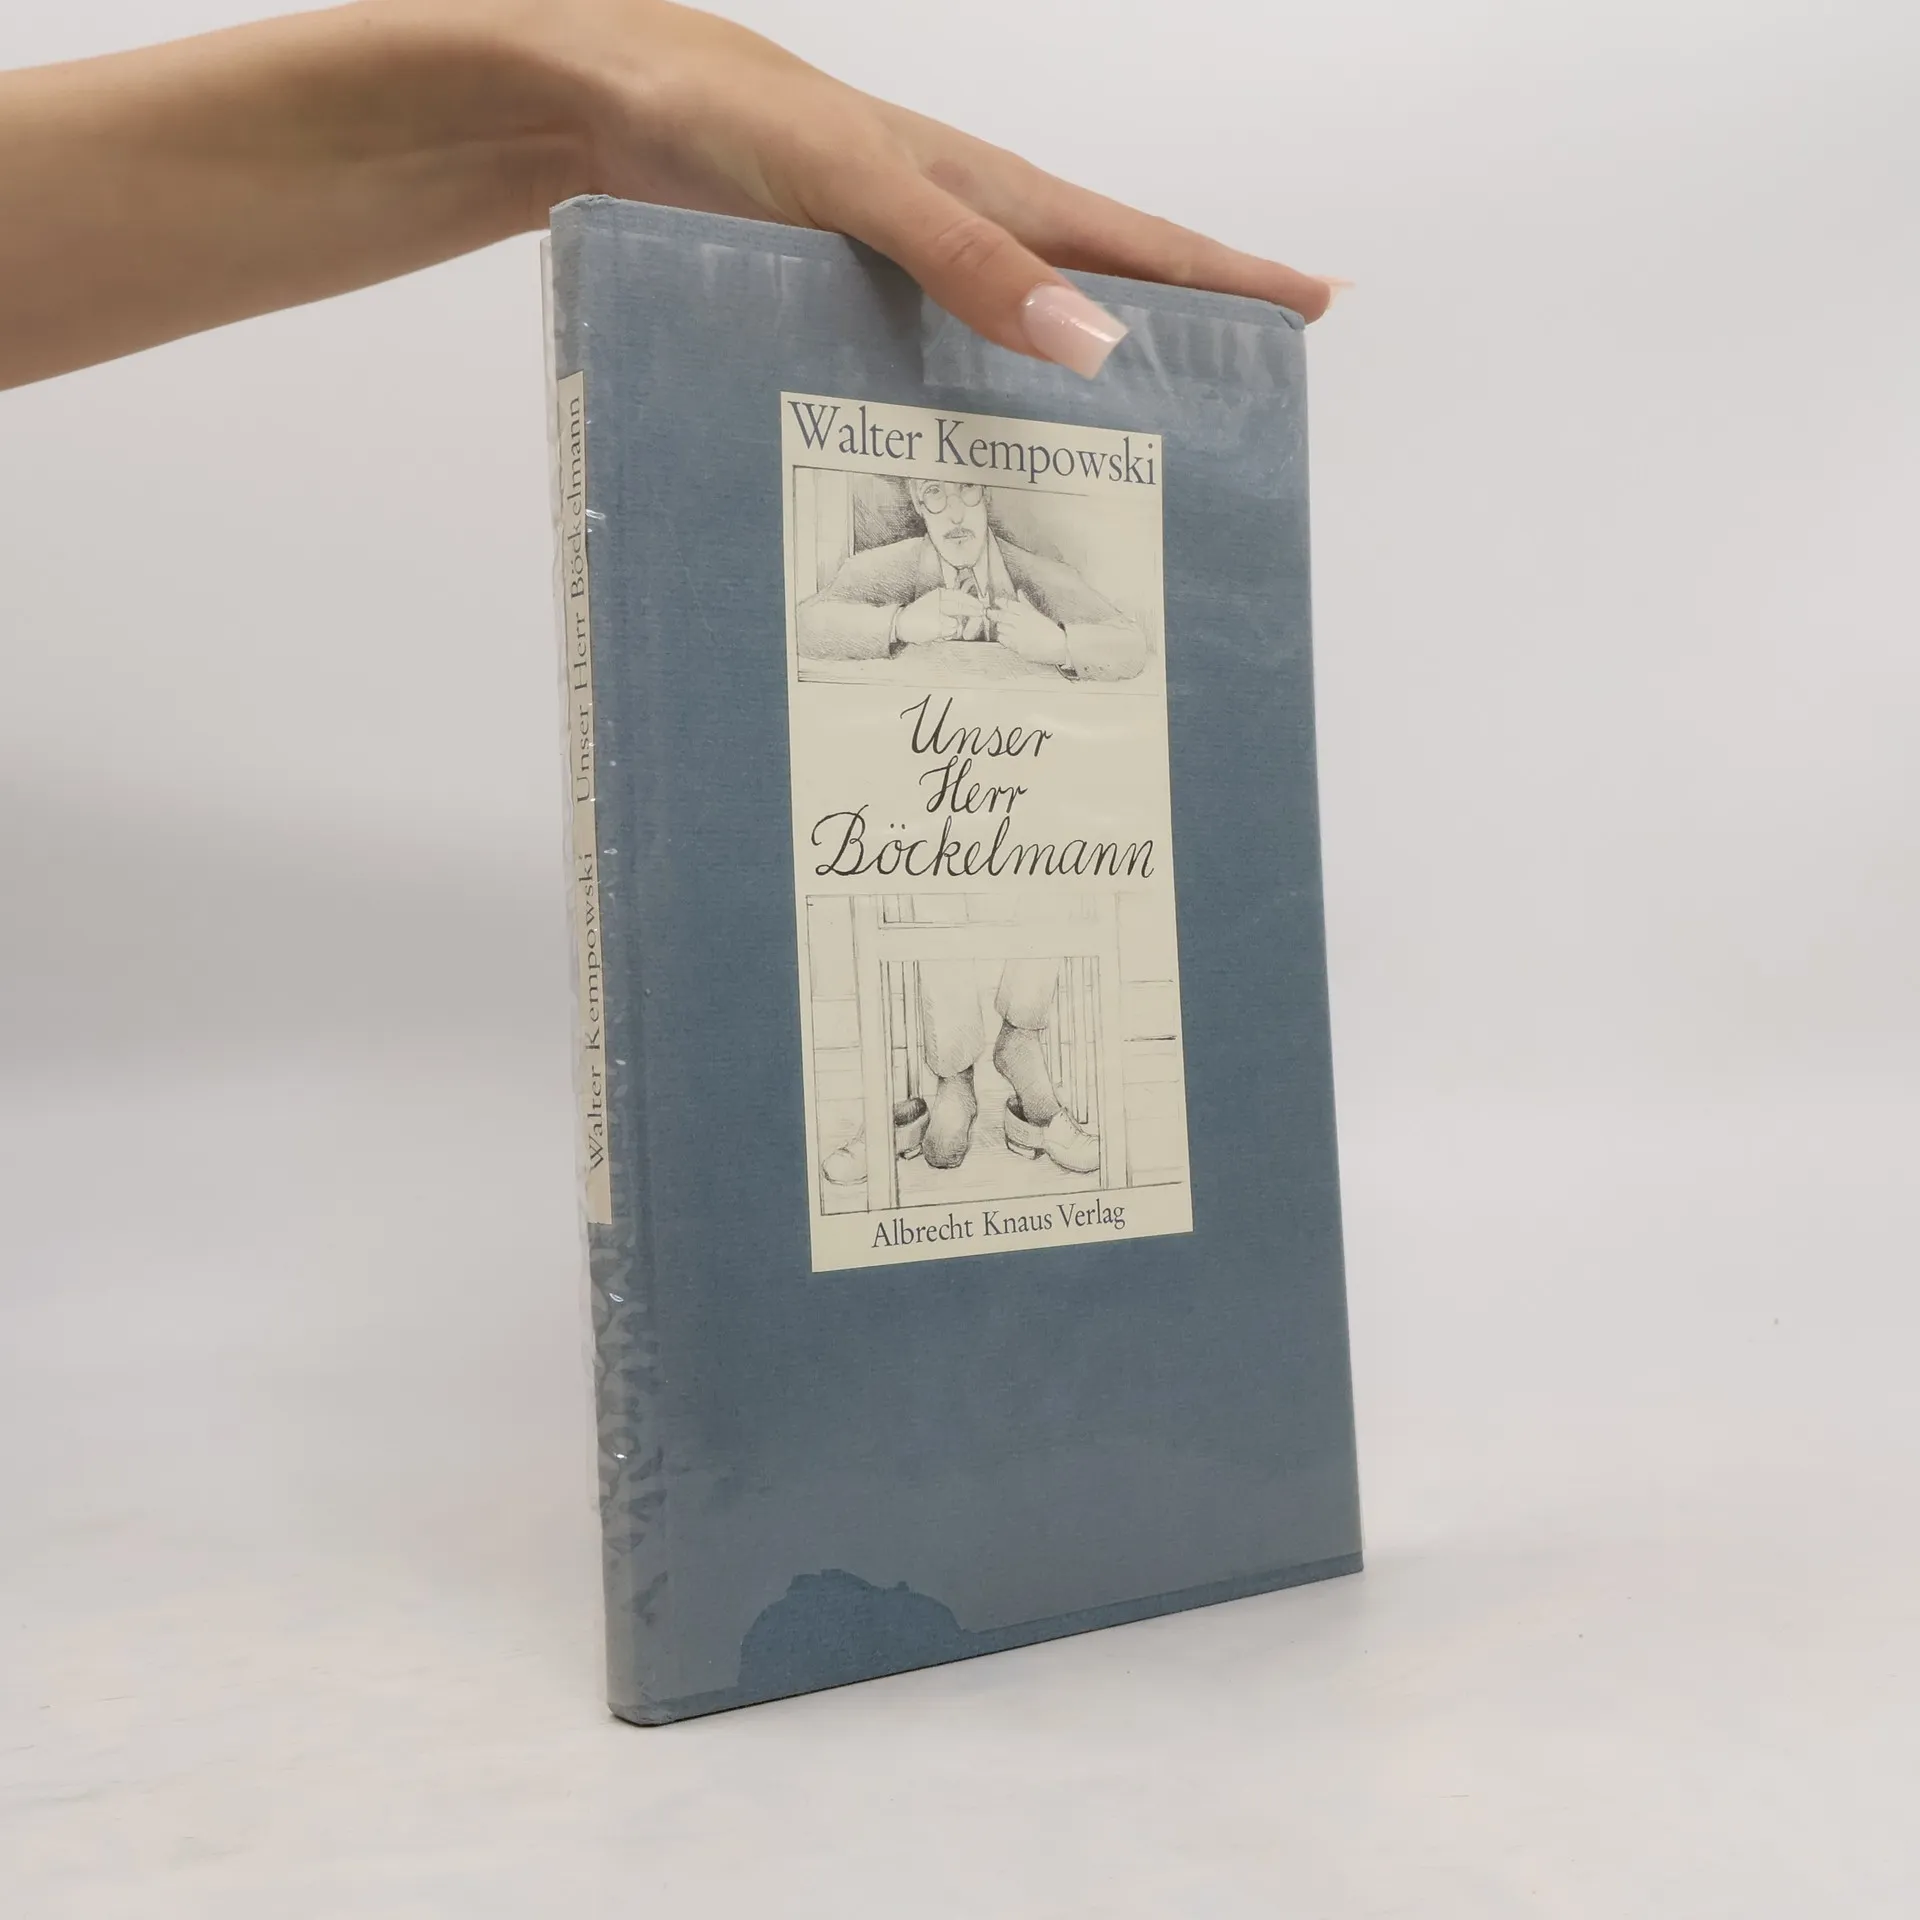 Walter Kempowski
Unser
Herr
Böckelmann
Albrecht Knaus Verlag
Walter Kempowski Unser Herr Böckelmann